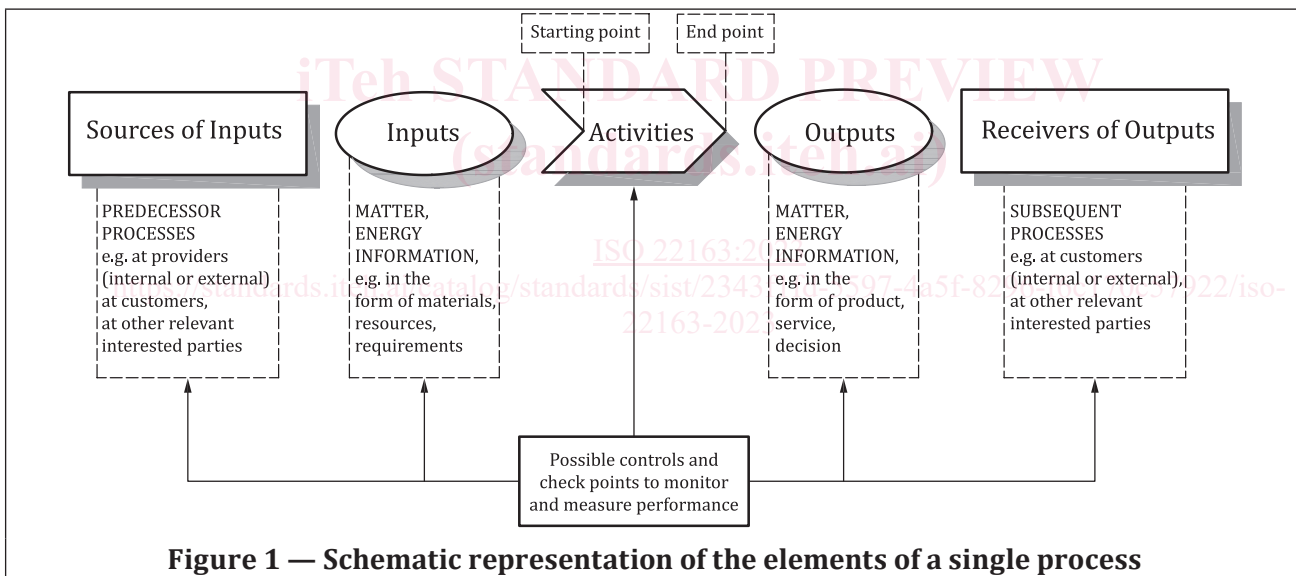 Starting point
End point
iTeh STANDARD PREVIEW
(standards.iteh.ai)
Sources of Inputs
Inputs
Activities
Outputs
Receivers of Outputs
PREDECESSOR
PROCESSES
e.g. at providers
(internal or external)
at customers,
at other relevant
interested parties
MATTER,
ENERGY
INFORMATION,
e.g. in the
form of materials,
resources,
requirements
MATTER,
ENERGY
INFORMATION,
e.g. in the
form of product,
service,
decision
SUBSEQUENT
PROCESSES
e.g. at customers
(internal or external),
at other relevant
interested parties
ISO 22163:2023
22163-2023
Possible controls and
check points to monitor
and measure performance
Figure 1 — Schematic representation of the elements of a single process